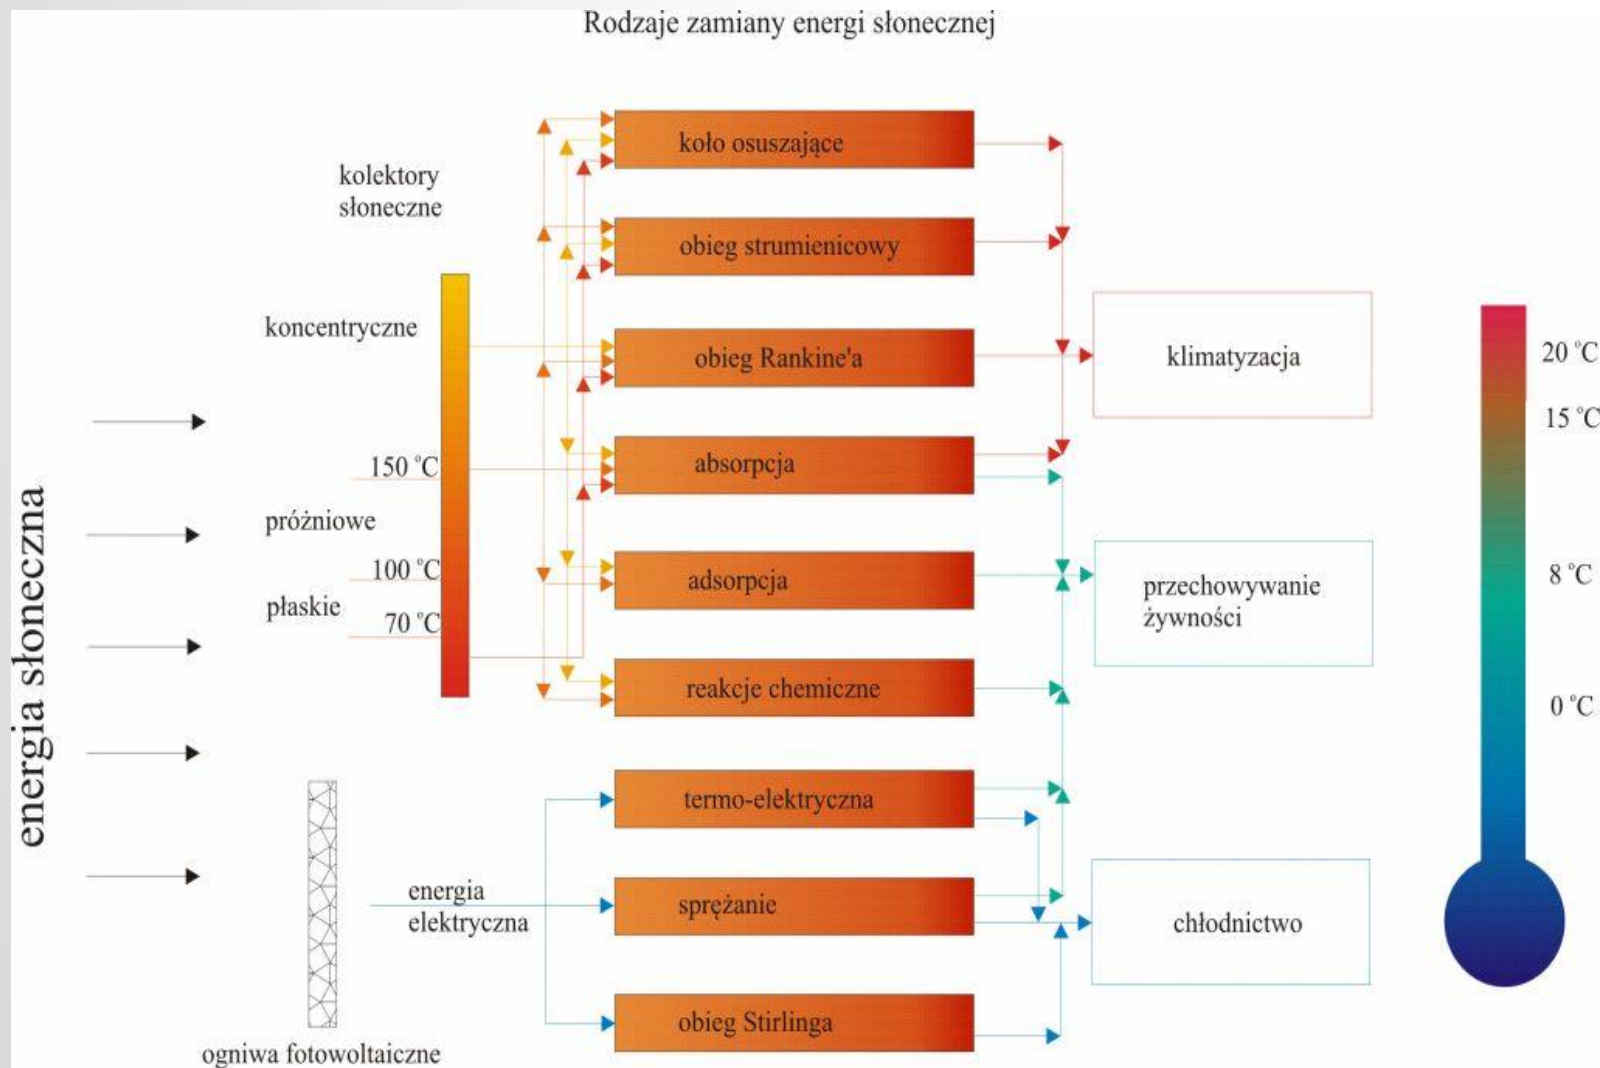 Rodzaje zamiany energi słonecznej
energia słoneczna
kolektory
słoneczne
koncentryczne
150 °C
próżniowe
100 °C
płaskie
70 °C
ogniwa fotowoltaiczne
energia
elektryczna
koło osuszające
obieg strumienicowy
obieg Rankine'a
absorpcja
adsorpcja
reakcje chemiczne
termo-elektryczna
sprężanie
obieg Stirlinga
klimatyzacja
przechowywanie
żywności
chłodnictwo
20 °C
15 °C
8 °C
0 °C